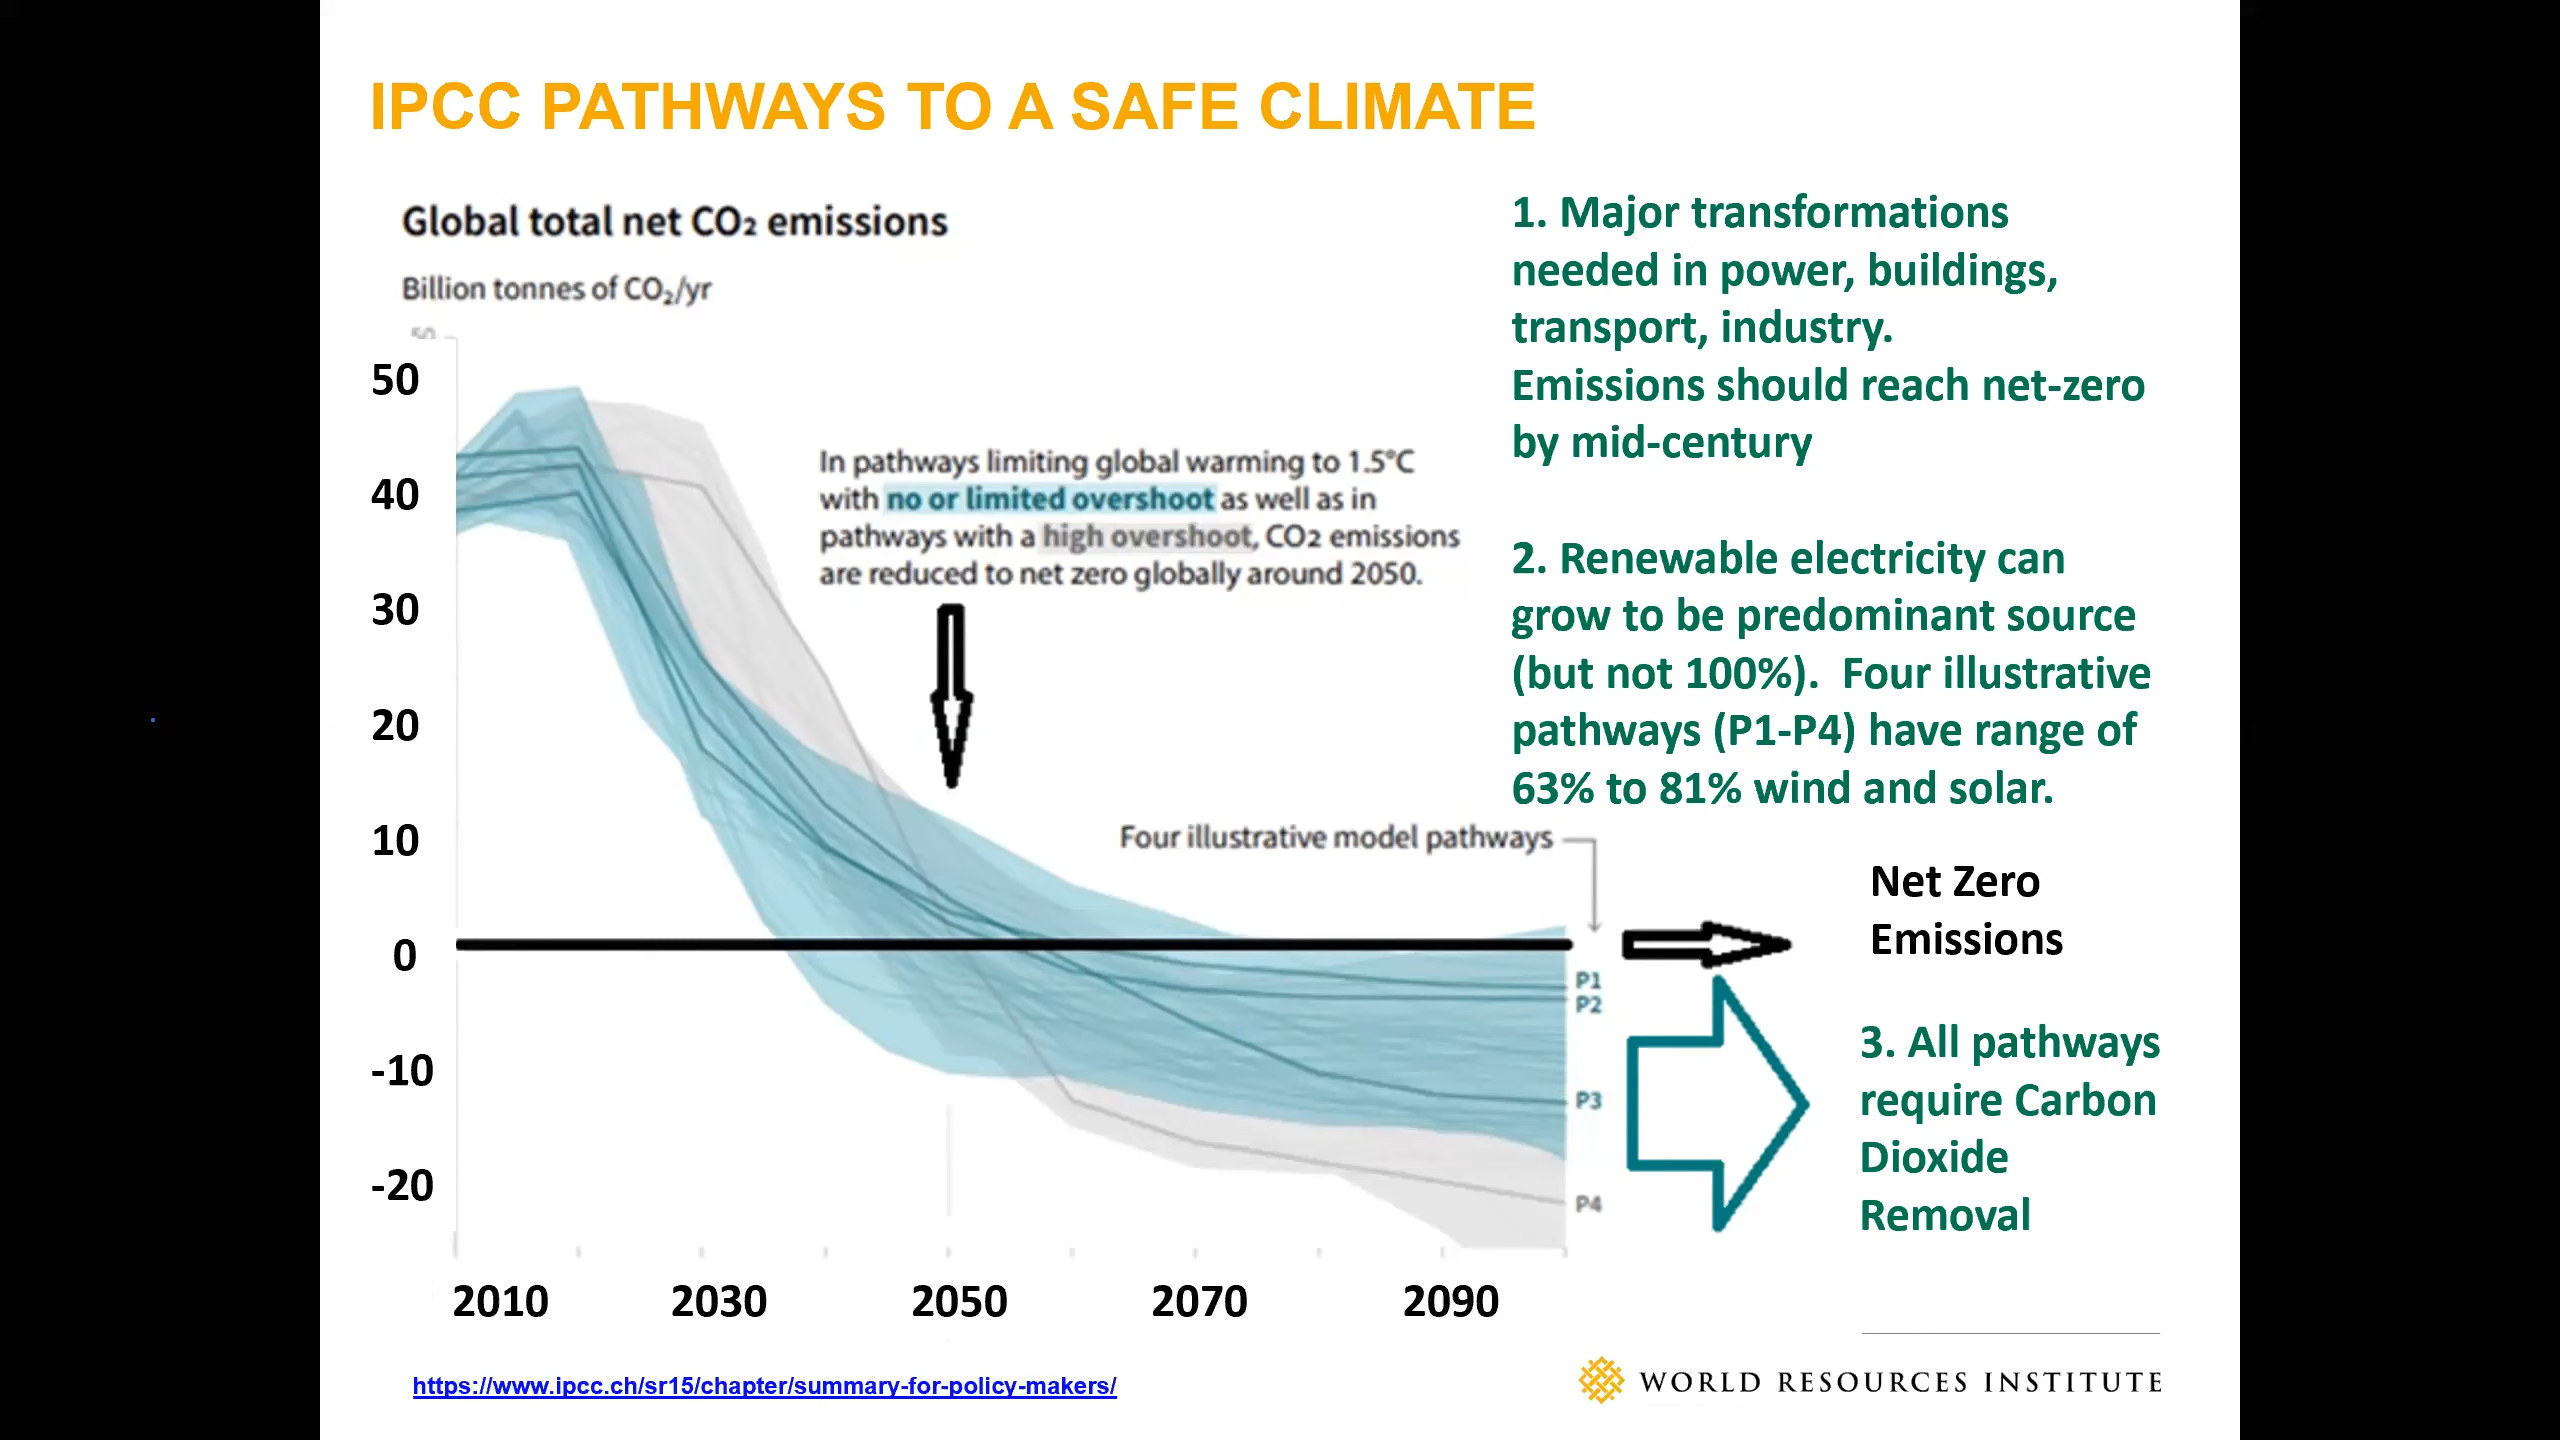 IPCC PATHWAYS TO A SAFE CLIMATE
Global total net CO₂ emissions
Billion tonnes of CO₂/yr
50
50
40
30
20
10
0
-10
-20
In pathways limiting global warming to 1.5°C
with no or limited overshoot as well as in
pathways with a high overshoot, CO2 emissions
are reduced to net zero globally around 2050.
Four illustrative model pathways
P1
P2
P3
P4
2010 2030 2050 2070 2090
1. Major transformations
needed in power, buildings,
transport, industry.
Emissions should reach net-zero
by mid-century
2. Renewable electricity can
grow to be predominant source
(but not 100%). Four illustrative
pathways (P1-P4) have range of
63% to 81% wind and solar.
Net Zero
Emissions
3. All pathways
require Carbon
Dioxide
Removal
https://www.ipcc.ch/sr15/chapter/summary-for-policy-makers/
WORLD RESOURCES INSTITUTE